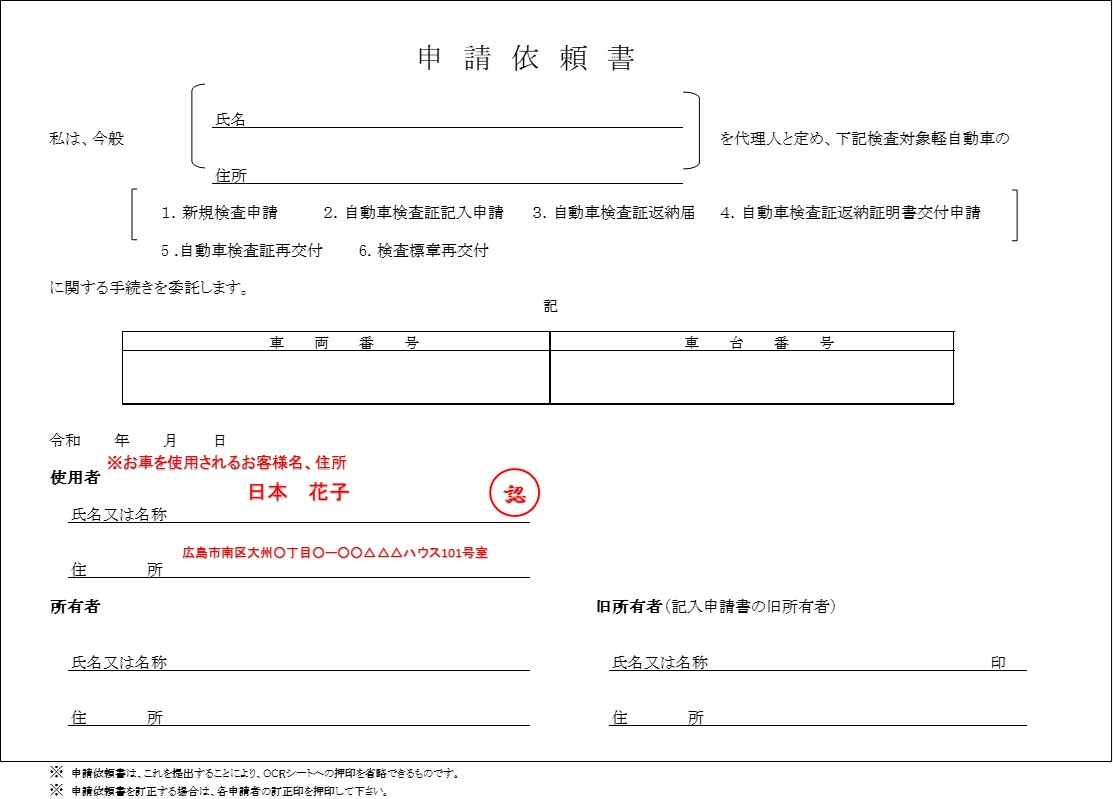 申請依頼書
氏名
私は、今般
を代理人と定め、下記検査対象軽自動車の
住所
1. 新規検査申請 2. 自動車検査証記入申請 3. 自動車検査証返納届 4. 自動車検査証返納証明書交付申請
5 .自動車検査証再交付 6. 検査標章再交付
に関する手続きを委託します。
記
車両番号 車台番号
令和 年 月 日
※お車を使用されるお客様名、住所
使用者
日本 花子
認
氏名又は名称
広島市南区大州〇丁目〇ー〇〇△△△ハウス101号室
住所
所有者 旧所有者(記入申請書の旧所有者)
氏名又は名称 氏名又は名称 印
住所 住所
※ 申請依頼書は、これを提出することにより、OCRシートへの押印を省略できるものです。
※ 申請依頼書を訂正する場合は、各申請者の訂正印を押印して下さい。